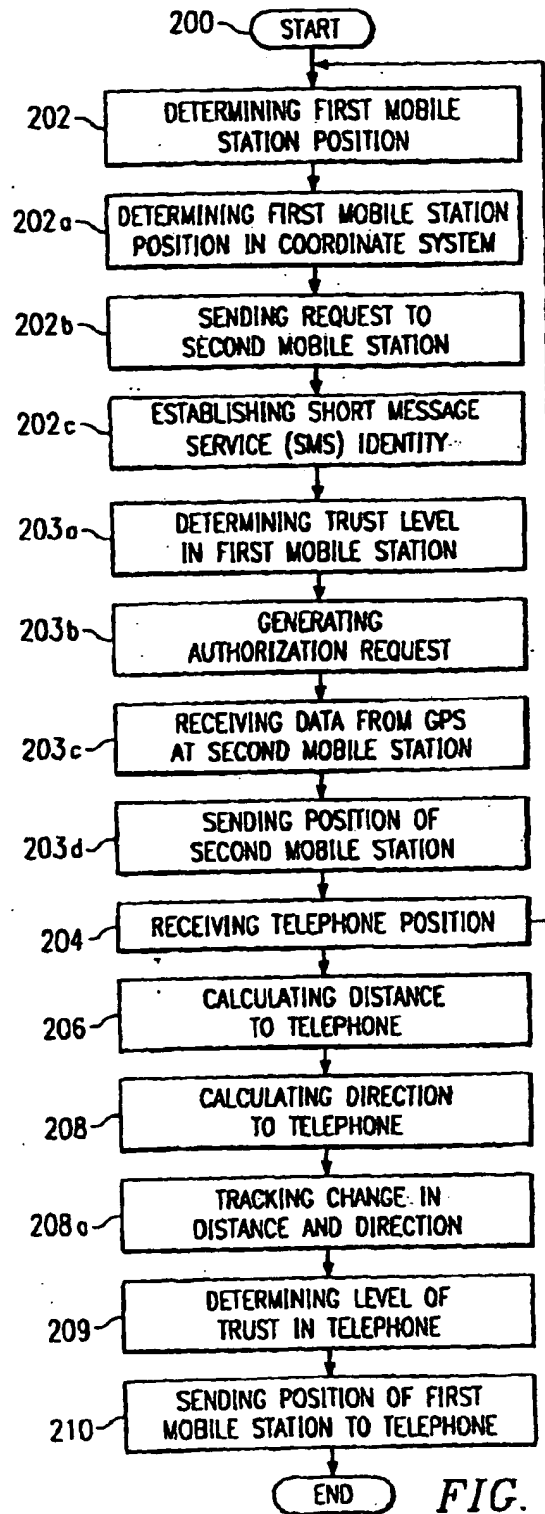 200
START
202
DETERMINING FIRST MOBILE
STATION POSITION
202a
DETERMINING FIRST MOBILE STATION
POSITION IN COORDINATE SYSTEM
202b
SENDING REQUEST TO
SECOND MOBILE STATION
202c
ESTABLISHING SHORT MESSAGE
SERVICE (SMS) IDENTITY
203a
DETERMINING TRUST LEVEL
IN FIRST MOBILE STATION
203b
GENERATING
AUTHORIZATION REQUEST
203c
RECEIVING DATA FROM GPS
AT SECOND MOBILE STATION
203d
SENDING POSITION OF
SECOND MOBILE STATION
204
RECEIVING TELEPHONE POSITION
206
CALCULATING DISTANCE
TO TELEPHONE
208
CALCULATING DIRECTION
TO TELEPHONE
208a
TRACKING CHANGE IN
DISTANCE AND DIRECTION
209
DETERMINING LEVEL OF
TRUST IN TELEPHONE
210
SENDING POSITION OF FIRST
MOBILE STATION TO TELEPHONE
END
FIG.